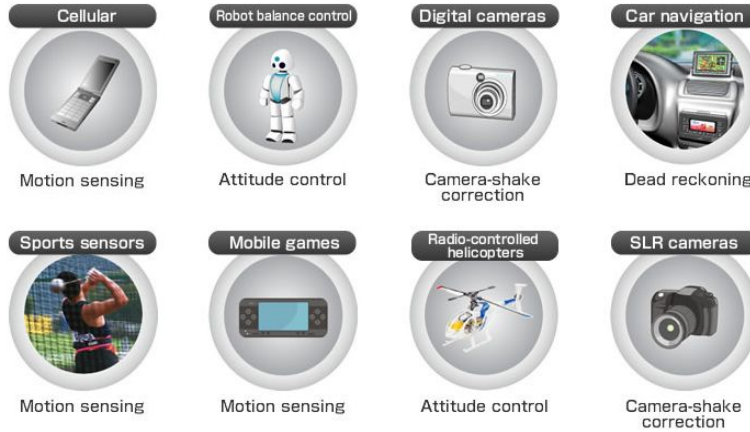 Cellular
Robot balance control
Digital cameras
Car navigation
Motion sensing
Attitude control
Camera-shake
correction
Dead reckoning
Sports sensors
Mobile games
Radio-controlled
helicopters
SLR cameras
Motion sensing
Motion sensing
Attitude control
Camera-shake
correction